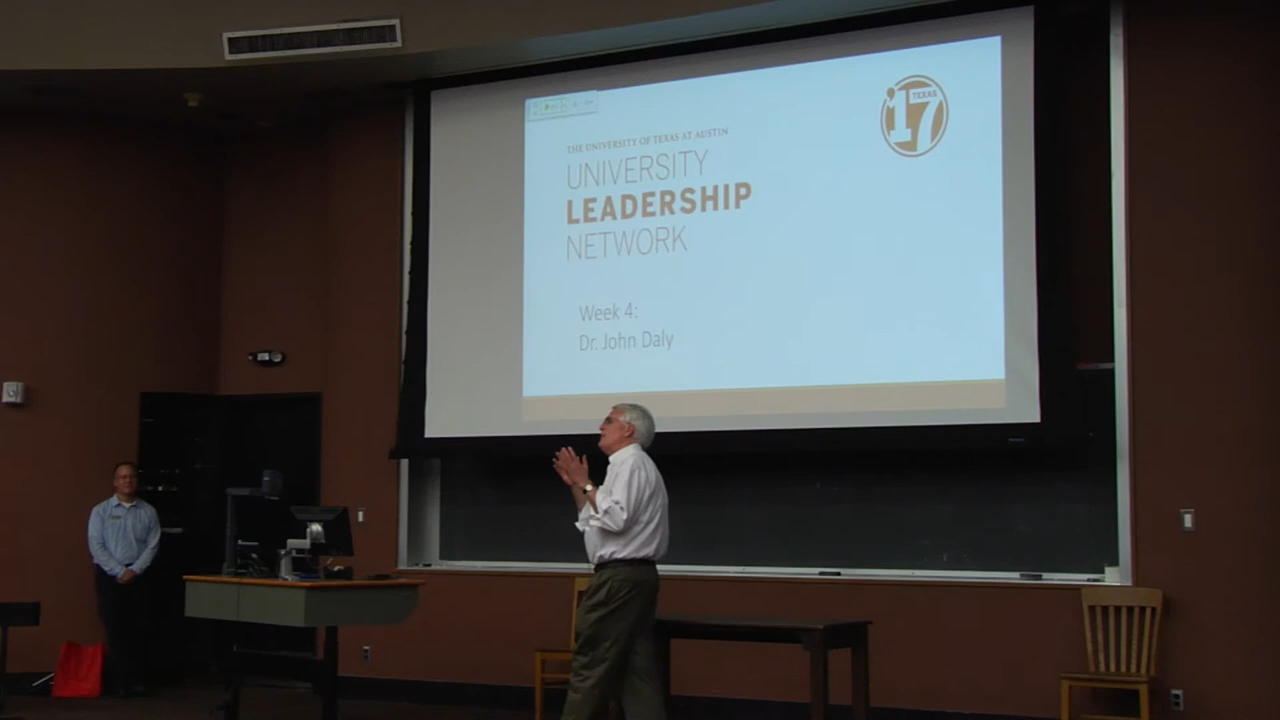 THE UNIVERSITY OF TEXAS AT AUSTIN
UNIVERSITY
LEADERSHIP
NETWORK
Week 4:
Dr. John Daly
TEXAS
17